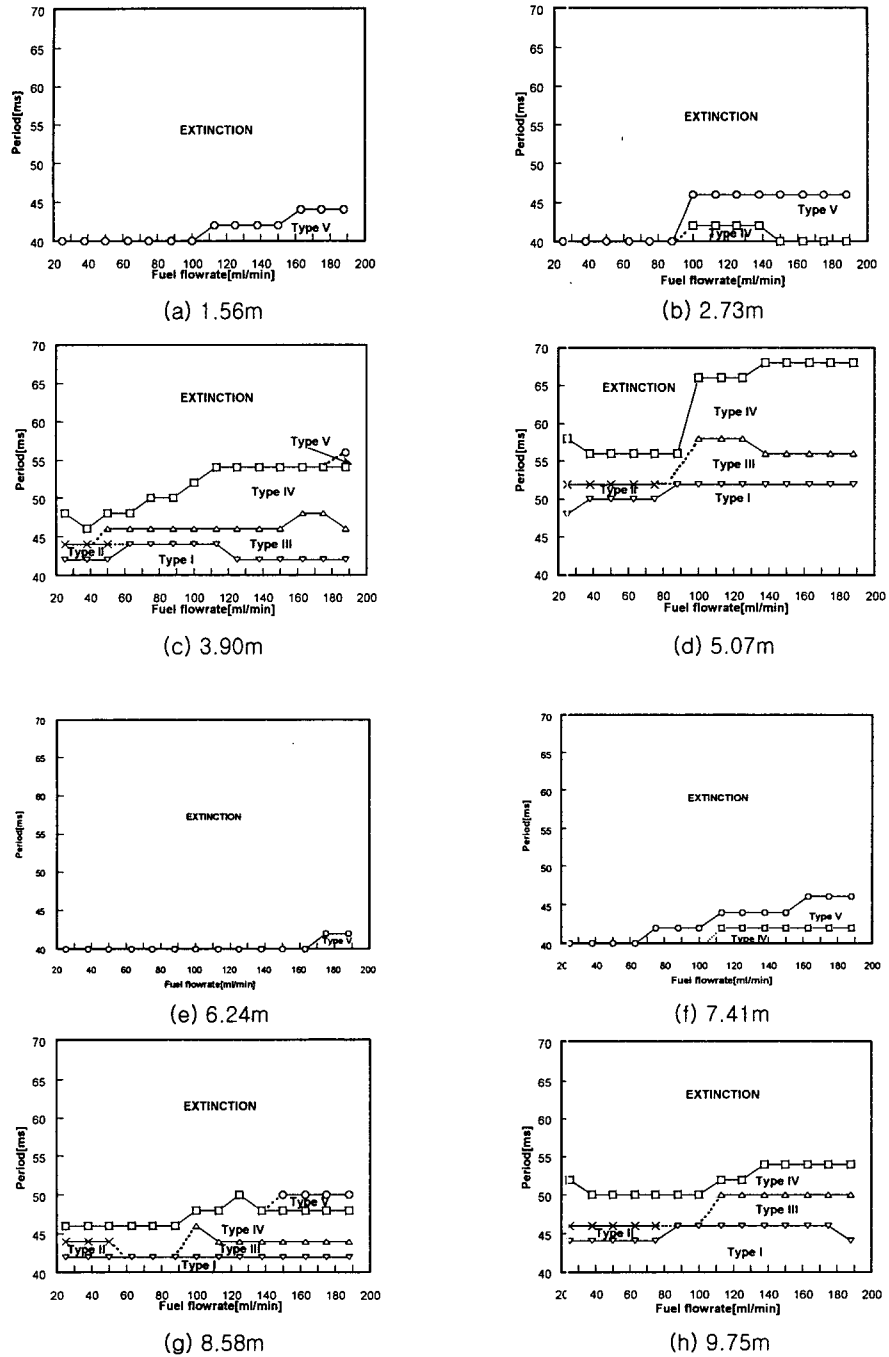 70
65
60
55
50
45
40
Period[ms]
EXTINCTION
Type V
20 40 60 80 100 120 140 160 180 200
Fuel flowrate[ml/min]
(a) 1.56m
70
65
60
55
50
45
40
Period[ms]
EXTINCTION
Type V
Type IV
20 40 60 80 100 120 140 160 180 200
Fuel flowrate[ml/min]
(b) 2.73m
70
65
60
55
50
45
40
Period[ms]
EXTINCTION
Type V
Type IV
Type III
Type II
Type I
20 40 60 80 100 120 140 160 180 200
Fuel flowrate[ml/min]
(c) 3.90m
70
65
60
55
50
45
40
Period[ms]
EXTINCTION
Type IV
Type III
Type II
Type I
20 40 60 80 100 120 140 160 180 200
Fuel flowrate[ml/min]
(d) 5.07m
70
65
60
55
50
45
40
Period[ms]
EXTINCTION
Type V
20 40 60 80 100 120 140 160 180 200
Fuel flowrate[ml/min]
(e) 6.24m
70
65
60
55
50
45
40
Period[ms]
EXTINCTION
Type V
Type IV
20 40 60 80 100 120 140 160 180 200
Fuel flowrate[ml/min]
(f) 7.41m
70
65
60
55
50
45
40
Period[ms]
EXTINCTION
Type V
Type IV
Type III
Type II
Type I
20 40 60 80 100 120 140 160 180 200
Fuel flowrate[ml/min]
(g) 8.58m
70
65
60
55
50
45
40
Period[ms]
EXTINCTION
Type IV
Type III
Type II
Type I
20 40 60 80 100 120 140 160 180 200
Fuel flowrate[ml/min]
(h) 9.75m